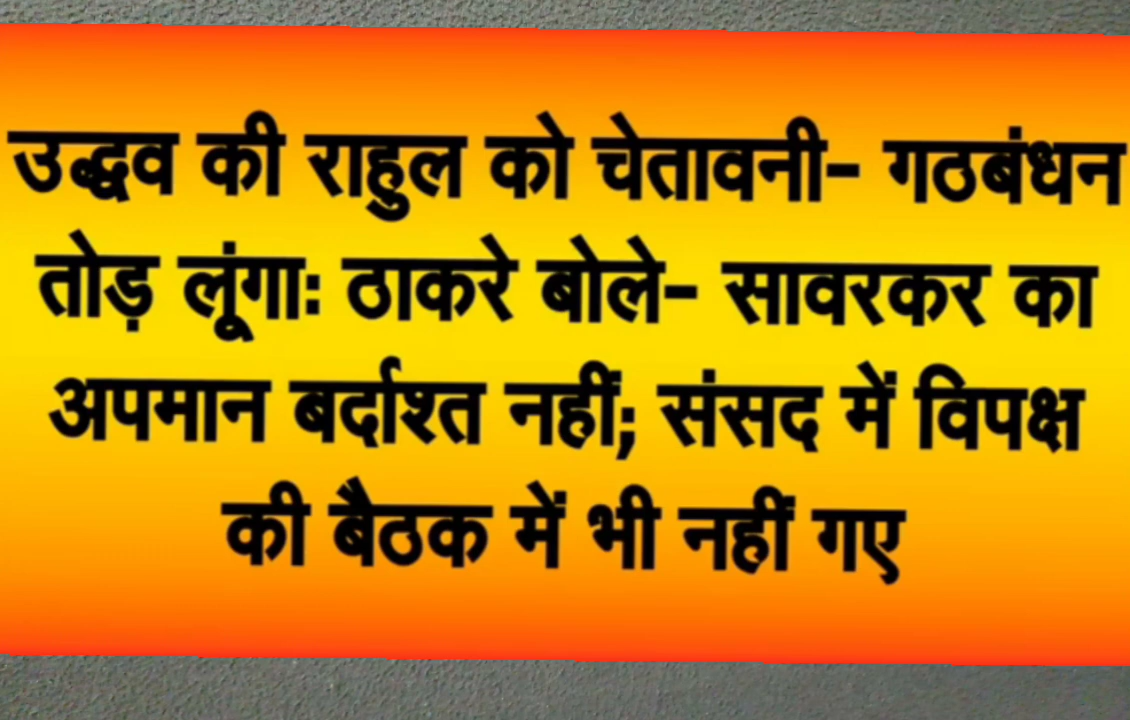 उद्धव की राहुल को चेतावनी- गठबंधन
तोड़ लूंगाः ठाकरे बोले- सावरकर का
अपमान बर्दाश्त नहीं; संसद में विपक्ष
की बैठक में भी नहीं गए